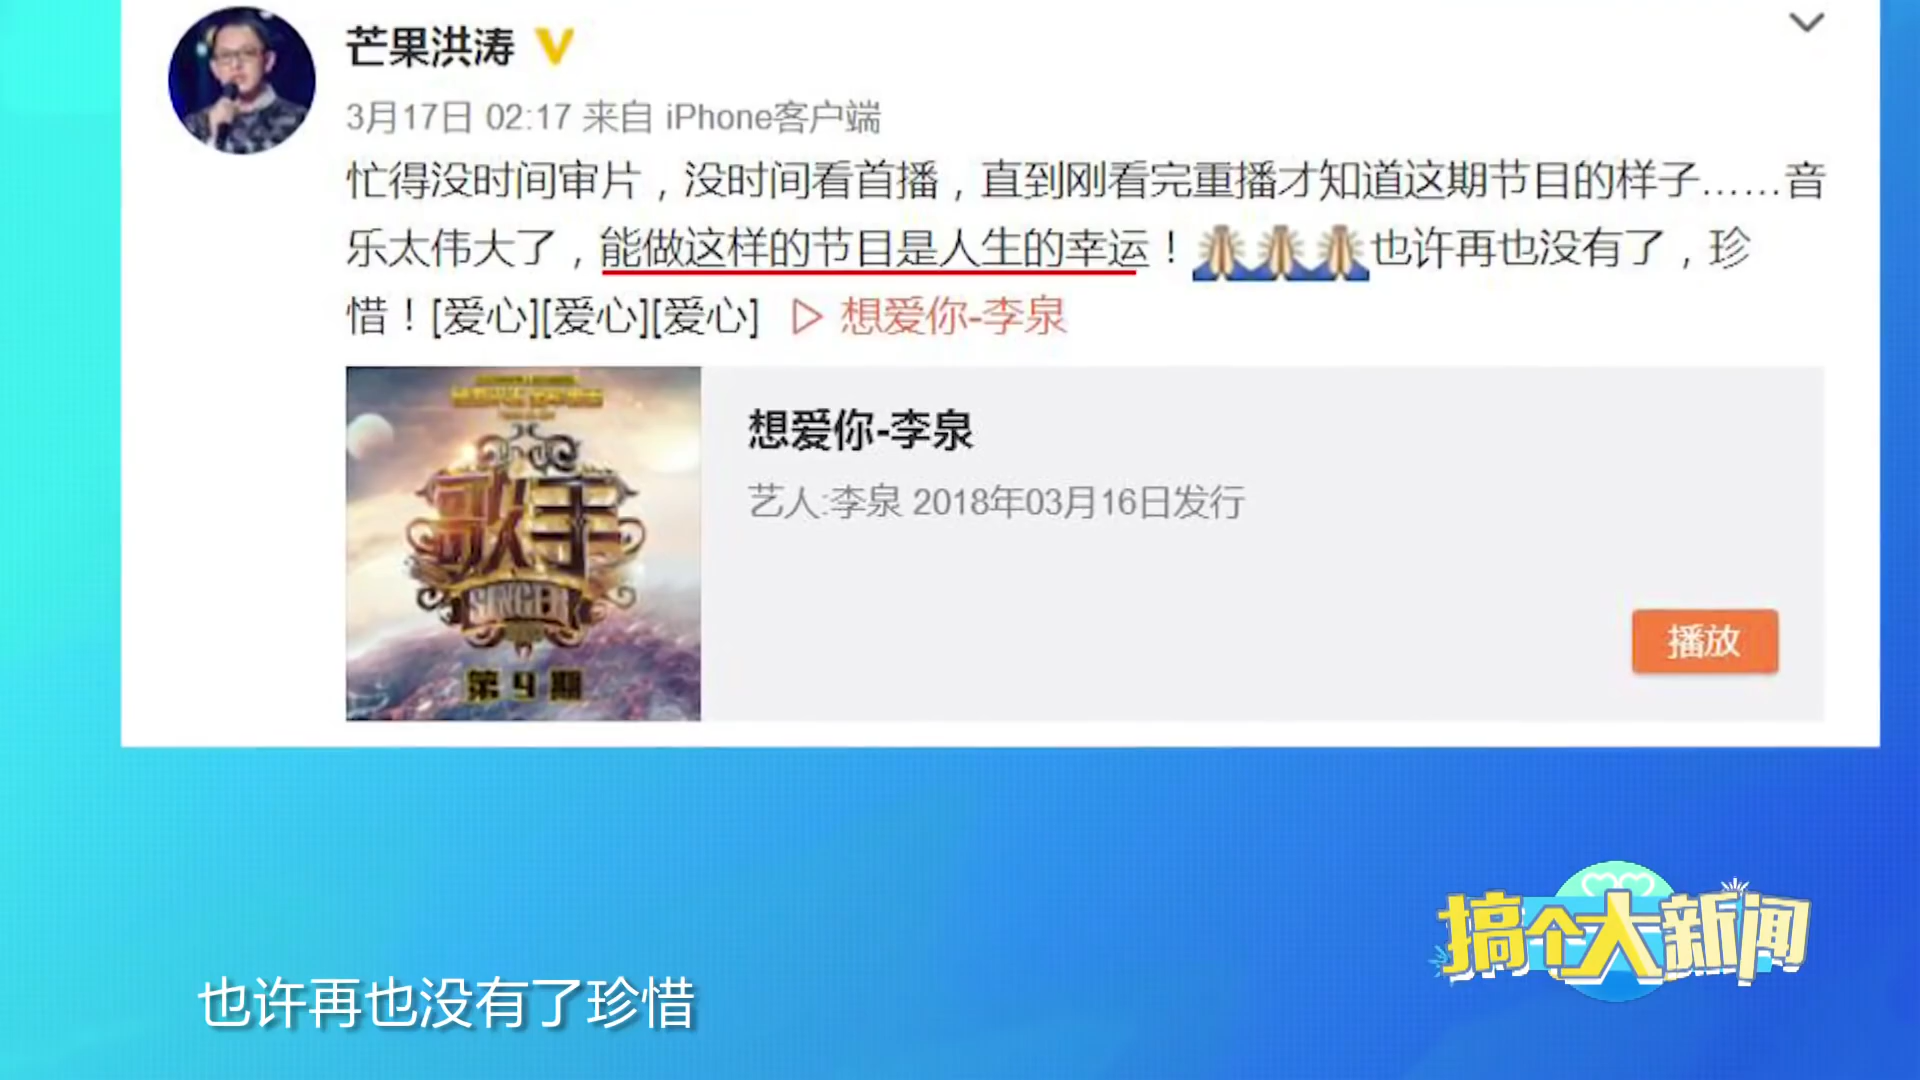 芒果洪涛
3月17日 02:17 来自 iPhone客户端
忙得没时间审片，没时间看首播，直到刚看完重播才知道这期节目的样子……音
乐太伟大了，能做这样的节目是人生的幸运！🙏🙏🙏也许再也没有了，珍
惜！[爱心][爱心][爱心] ▷ 想爱你-李泉
歌手
SINGER
第9期
想爱你-李泉
艺人:李泉 2018年03月16日发行
播放
搞个大新闻
也许再也没有了珍惜